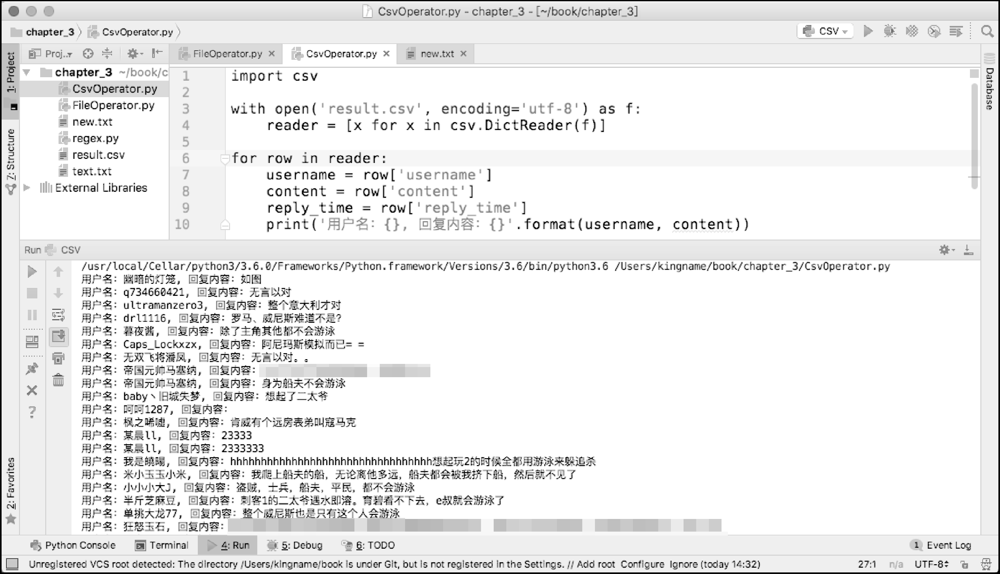 CsvOperator.py - chapter_3 - [~/book/chapter_3]
chapter_3 CsvOperator.py CSV
1: Project
Proj..
FileOperator.py CsvOperator.py new.txt
chapter_3 ~/book/c
CsvOperator.py
FileOperator.py
new.txt
regex.py
result.csv
text.txt
External Libraries
7: Structure
1 import csv
2
3 with open('result.csv', encoding='utf-8') as f:
4 reader = [x for x in csv.DictReader(f)]
5
6 for row in reader:
7 username = row['username']
8 content = row['content']
9 reply_time = row['reply_time']
10 print('用户名: {}, 回复内容: {}'.format(username, content))
Database
Run CSV
/usr/local/Cellar/python3/3.6.0/Frameworks/Python.framework/Versions/3.6/bin/python3.6 /Users/kingname/book/chapter_3/CsvOperator.py
用户名: 幽暗的灯笼, 回复内容: 如图
用户名: q734660421, 回复内容: 无言以对
用户名: ultramanzero3, 回复内容: 整个意大利才对
用户名: drl1116, 回复内容: 罗马、威尼斯难道不是?
用户名: 暮夜酱, 回复内容: 除了主角其他都不会游泳
用户名: Caps_Lockxzx, 回复内容: 阿尼玛斯模拟而已= =
用户名: 无双飞将潘凤, 回复内容: 无言以对。。
用户名: 帝国元帅马塞纳, 回复内容:
用户名: 帝国元帅马塞纳, 回复内容: 身为船夫不会游泳
用户名: baby丶旧城失梦, 回复内容: 想起了二太爷
用户名: 呵呵1287, 回复内容:
用户名: 枫之唏嘘, 回复内容: 肯威有个远房表弟叫寇马克
用户名: 某晨ll, 回复内容: 23333
用户名: 某晨ll, 回复内容: 2333333
用户名: 我是皢暘, 回复内容: hhhhhhhhhhhhhhhhhhhhhhhhhhhhhhhhh想起玩2的时候全都用游泳来躲追杀
用户名: 米小玉玉小米, 回复内容: 我爬上船夫的船, 无论离他多远, 船夫都会被我挤下船, 然后就不见了
用户名: 小小小大J, 回复内容: 盗贼, 士兵, 船夫, 平民, 都不会游泳
用户名: 半斤芝麻豆, 回复内容: 刺客1的二太爷遇水即溶。育碧看不下去, e叔就会游泳了
用户名: 单挑大龙77, 回复内容: 整个威尼斯也是只有这个人会游泳
用户名: 狂怒玉石, 回复内容:
2: Favorites
Python Console Terminal 4: Run 5: Debug 6: TODO 1 Event Log
Unregistered VCS root detected: The directory /Users/kingname/book is under Git, but is not registered in the Settings. // Add root Configure Ignore (today 14:32) 27:1 n/a UTF-8